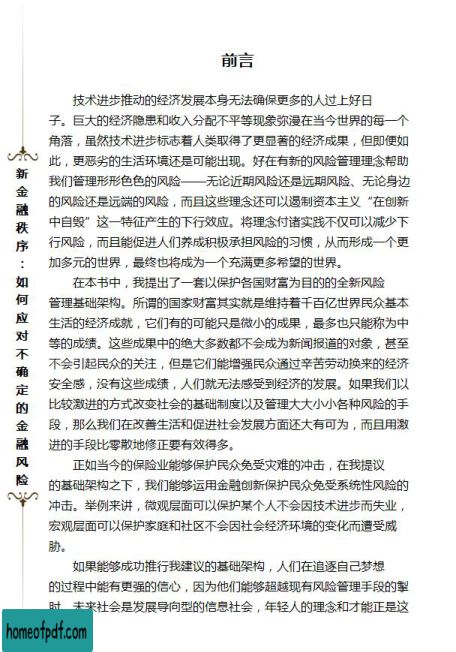 前言
技术进步推动的经济发展本身无法确保更多的人过上好日
子。巨大的经济隐患和收入分配不平等现象弥漫在当今世界的每一个
角落，虽然技术进步标志着人类取得了更显著的经济成果，但即便如
此，更恶劣的生活环境还是可能出现。好在有新的风险管理理念帮助
我们管理形形色色的风险——无论近期风险还是远期风险、无论身边
的风险还是远端的风险，而且这些理念还可以遏制资本主义“在创新
中自毁”这一特征产生的下行效应。将理念付诸实践不仅可以减少下
行风险，而且能促进人们养成积极承担风险的习惯，从而形成一个更
加多元的世界，最终也将成为一个充满更多希望的世界。
在本书中，我提出了一套以保护各国财富为目的的全新风险
管理基础架构。所谓的国家财富其实就是维持着千百亿世界民众基本
生活的经济成就，它们有的可能只是微小的成果，最多也只能称为中
等的成绩。这些成果中的绝大多数都不会成为新闻报道的对象，甚至
不会引起民众的关注，但是它们能增强民众通过辛苦劳动换来的经济
安全感，没有这些成绩，人们就无法感受到经济的发展。如果我们以
比较激进的方式改变社会的基础制度以及管理大大小小各种风险的手
段，那么我们在改善生活和促进社会发展方面还大有可为，而且用激
进的手段比零散地修正要有效得多。
正如当今的保险业能够保护民众免受灾难的冲击，在我提议
的基础架构之下，我们能够运用金融创新保护民众免受系统性风险的
冲击。举例来讲，微观层面可以保护某个人不会因技术进步而失业，
宏观层面可以保护家庭和社区不会因社会经济环境的变化而遭受威
胁。
如果能够成功推行我建议的基础架构，人们在追逐自己梦想
的过程中能有更强的信心，因为他们能够超越现有风险管理手段的掣
肘。未来社会是发展导向型的信息社会，年轻人的理念和才能正是这
新金融秩序：如何应对不确定的金融风险
homeofpdf.com